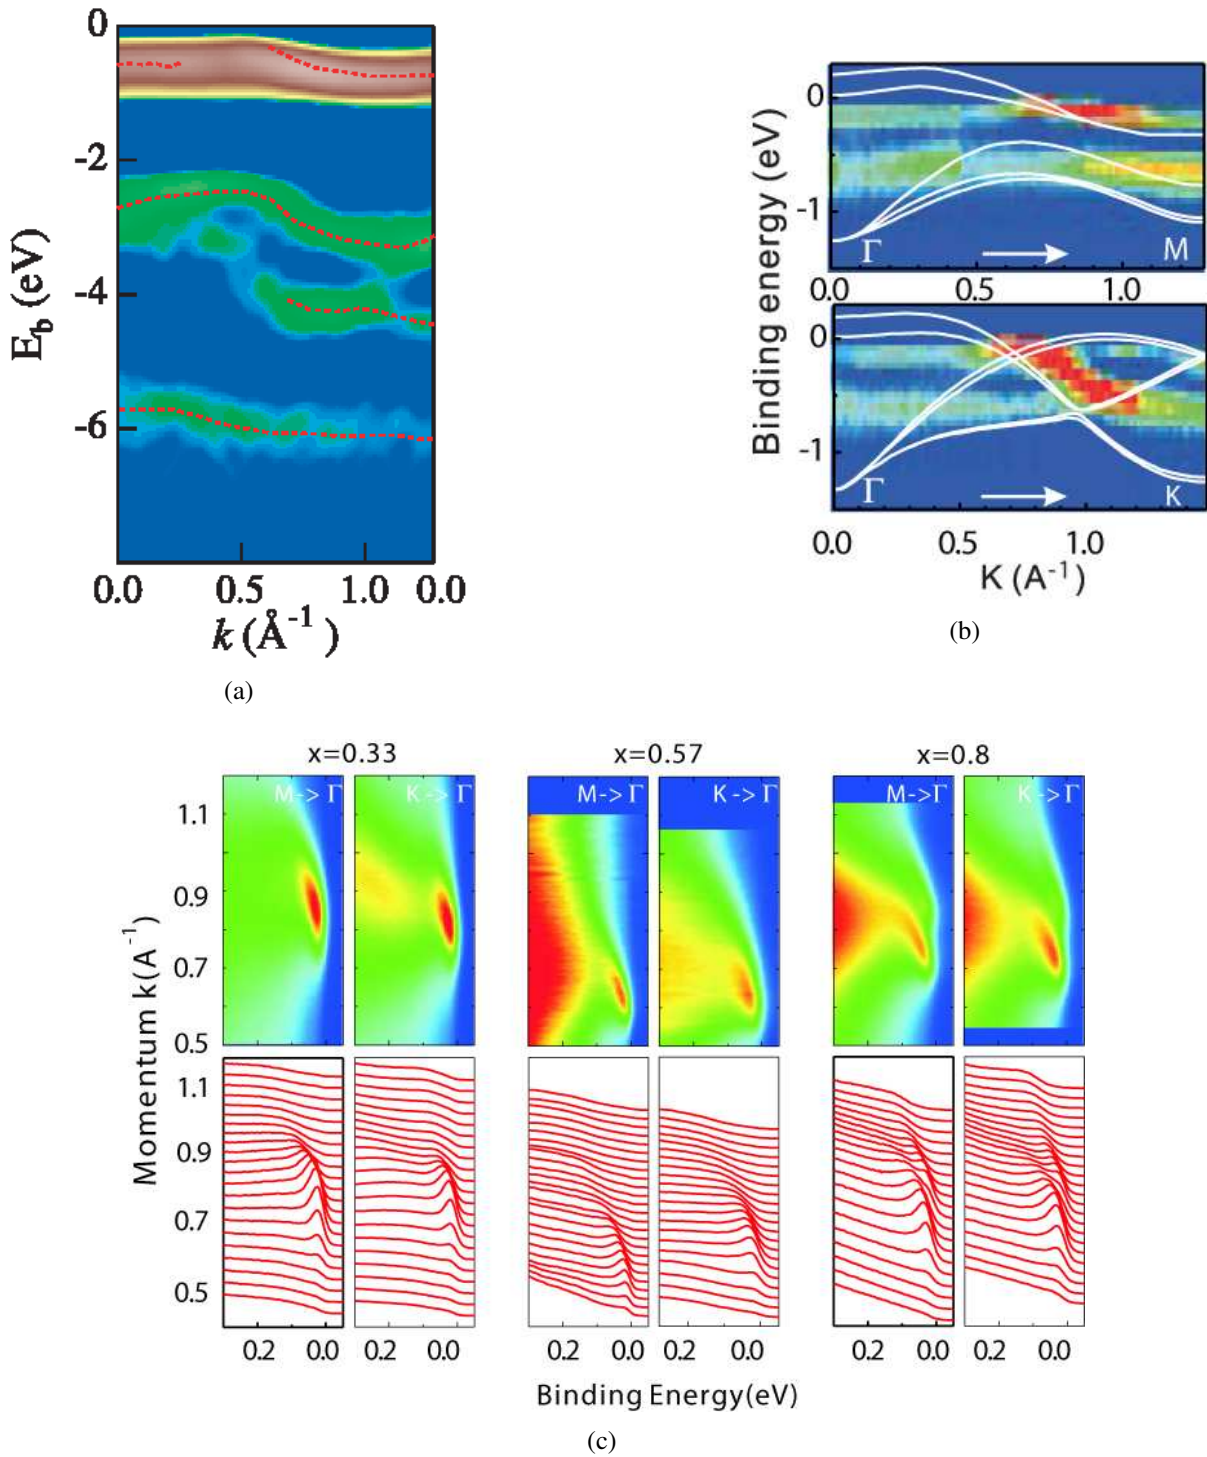 0
-2
-4
-6
E_b (eV)
0.0 0.5 1.0 0.0
k (Å⁻¹)
(a)
Binding energy (eV)
0
-1
Γ M
0.0 0.5 1.0
0
-1
Γ K
0.0 0.5 1.0
K (A⁻¹)
(b)
x=0.33 x=0.57 x=0.8
M-> Γ K -> Γ M-> Γ K -> Γ M->Γ K ->Γ
Momentum k(A⁻¹)
1.1
0.9
0.7
0.5
1.1
0.9
0.7
0.5
0.2 0.0 0.2 0.0 0.2 0.0 0.2 0.0 0.2 0.0 0.2 0.0
Binding Energy(eV)
(c)